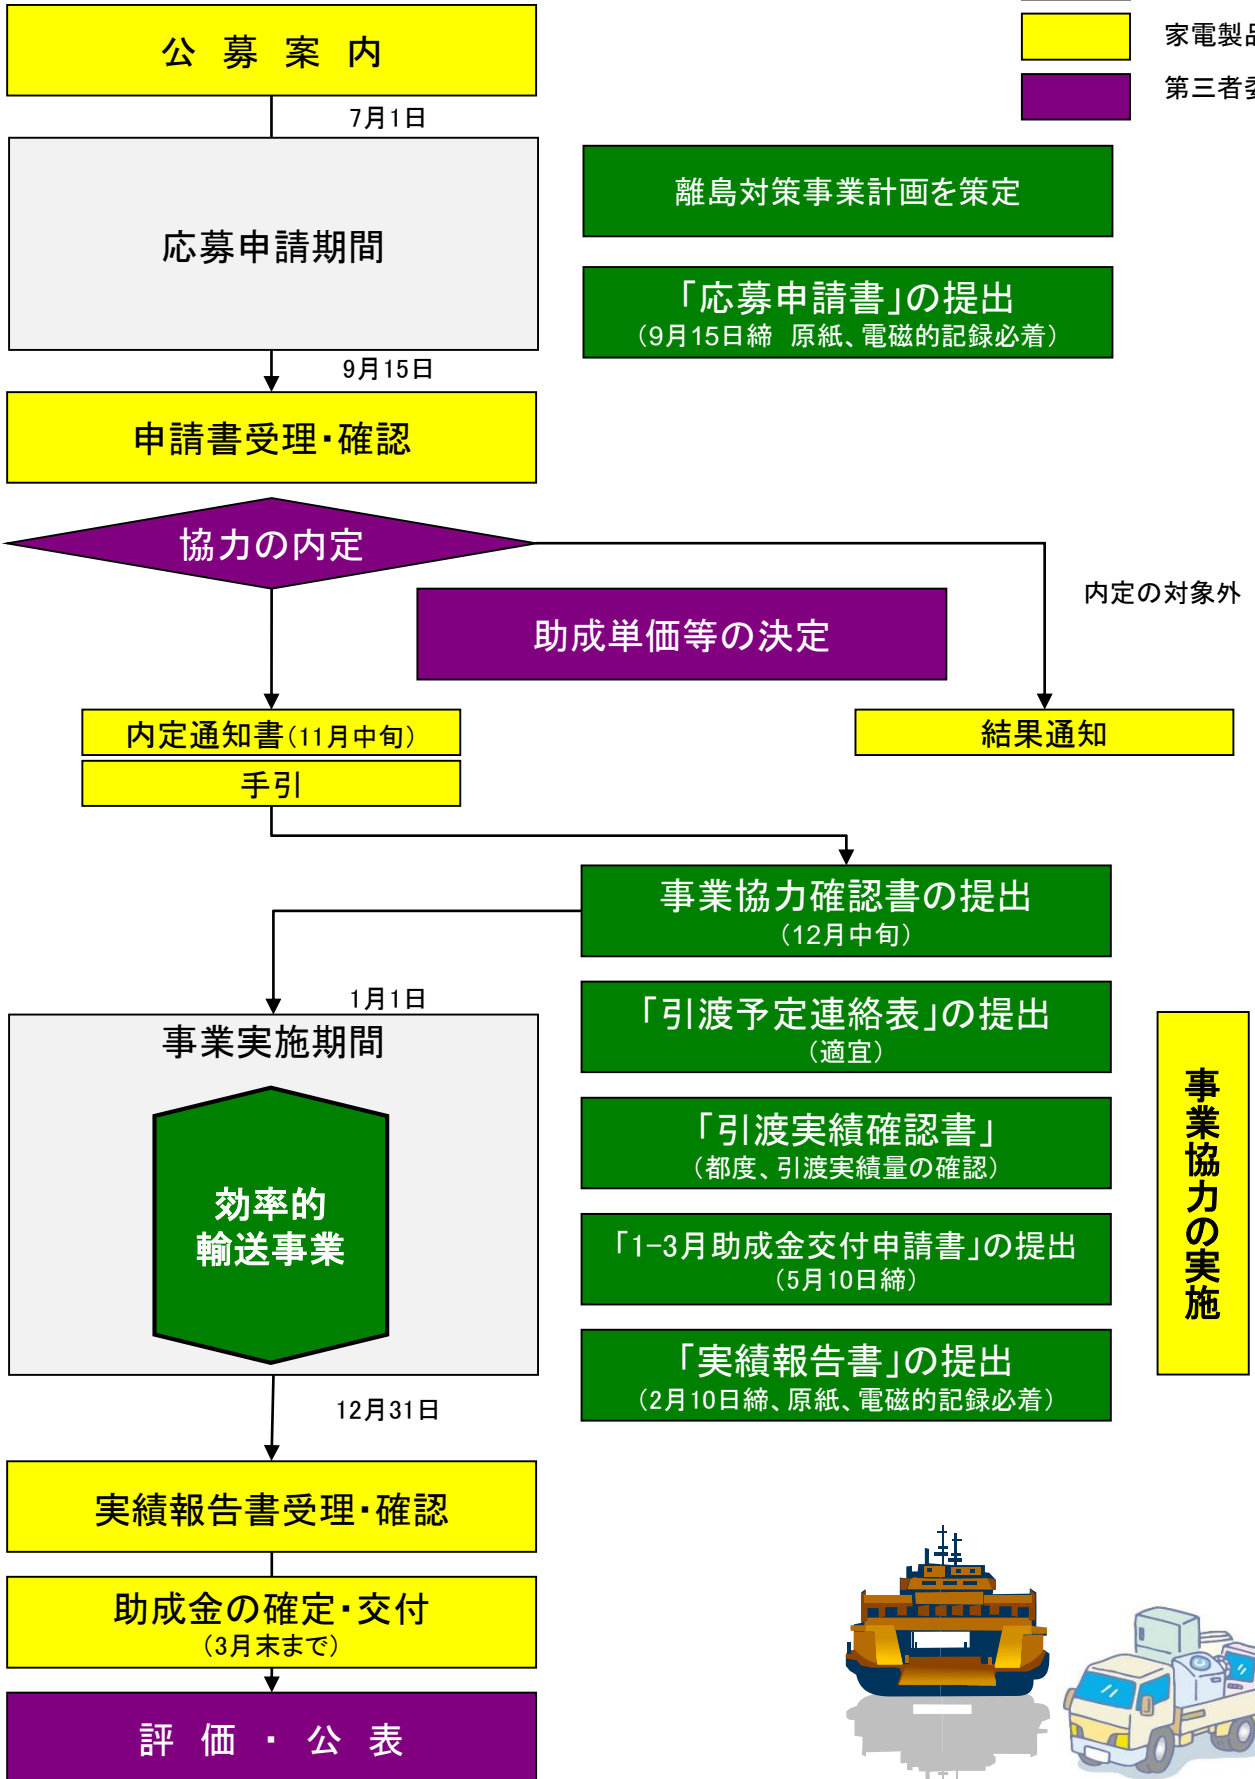 公 募 案 内
家電製品
第三者委
7月1日
応募申請期間
離島対策事業計画を策定
「応募申請書」の提出
(9月15日締 原紙、電磁的記録必着)
9月15日
申請書受理・確認
協力の内定
内定の対象外
助成単価等の決定
内定通知書(11月中旬)
結果通知
手引
事業協力確認書の提出
(12月中旬)
1月1日
事業実施期間
効率的
輸送事業
「引渡予定連絡表」の提出
(適宜)
「引渡実績確認書」
(都度、引渡実績量の確認)
「1-3月助成金交付申請書」の提出
(5月10日締)
「実績報告書」の提出
(2月10日締、原紙、電磁的記録必着)
事業協力の実施
12月31日
実績報告書受理・確認
助成金の確定・交付
(3月末まで)
評 価 ・ 公 表